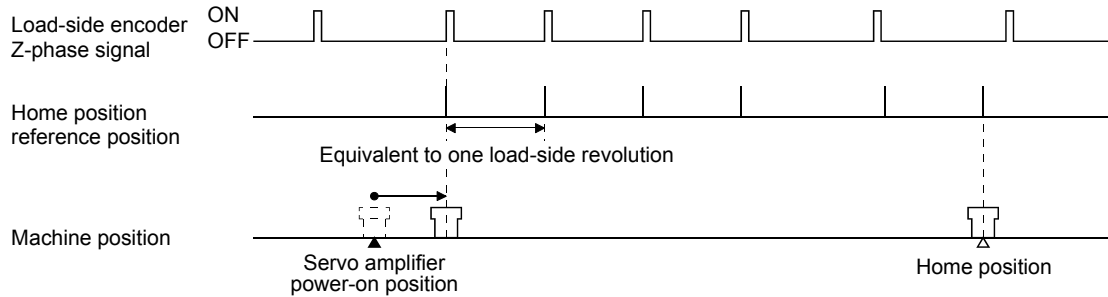 Load-side encoder
Z-phase signal
ON
OFF
Home position
reference position
Equivalent to one load-side revolution
Machine position
Servo amplifier
power-on position
Home position